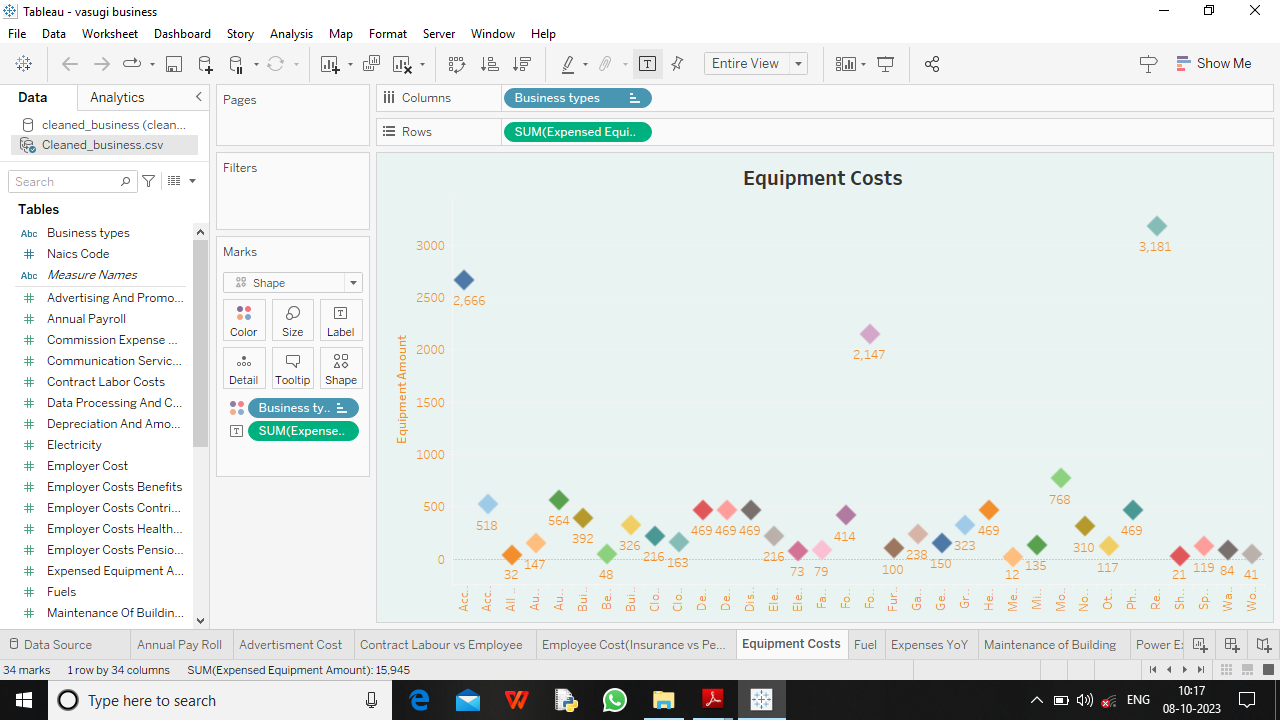 Tableau - vasugi business
File Data Worksheet Dashboard Story Analysis Map Format Server Window Help
Entire View
Show Me
Data Analytics
cleaned_business (clean...
Cleaned_business.csv
Search
Tables
Abc Business types
Naics Code
Abc Measure Names
Advertising And Promo...
Annual Payroll
Commission Expense ...
Communication Servic...
Contract Labor Costs
Data Processing And C...
Depreciation And Amo...
Electricity
Employer Cost
Employer Costs Benefits
Employer Costs Contri...
Employer Costs Health...
Employer Costs Pensio...
Expensed Equipment A...
Fuels
Maintenance Of Buildin...
Pages
Filters
Marks
Shape
Color Size Label
Detail Tooltip Shape
Business ty..
SUM(Expense..
Columns Business types
Rows SUM(Expensed Equi..
Equipment Costs
Equipment Amount
3000
2500
2000
1500
1000
500
0
2,666
518
32
147
564
392
48
326
216
163
469
469
469
216
73
79
414
2,147
100
238
150
323
469
12
135
768
310
117
469
3,181
21
119
84
41
Acc..
Acc..
All ..
Au..
Au..
Bui..
Be..
Bui..
Clo..
Clo..
De..
De..
Dis..
Ele..
Ele..
Fa..
Fo..
Fo..
Fur..
Ga..
Ge..
Gr..
He..
Me..
Mi..
Mo..
No..
Ot..
Ph..
Re..
Sh..
Sp..
Wa..
Wo..
Data Source Annual Pay Roll Advertisment Cost Contract Labour vs Employee Employee Cost(Insurance vs Pe... Equipment Costs Fuel Expenses YoY Maintenance of Building Power Ex
34 marks 1 row by 34 columns SUM(Expensed Equipment Amount): 15,945
Type here to search
ENG
10:17
08-10-2023